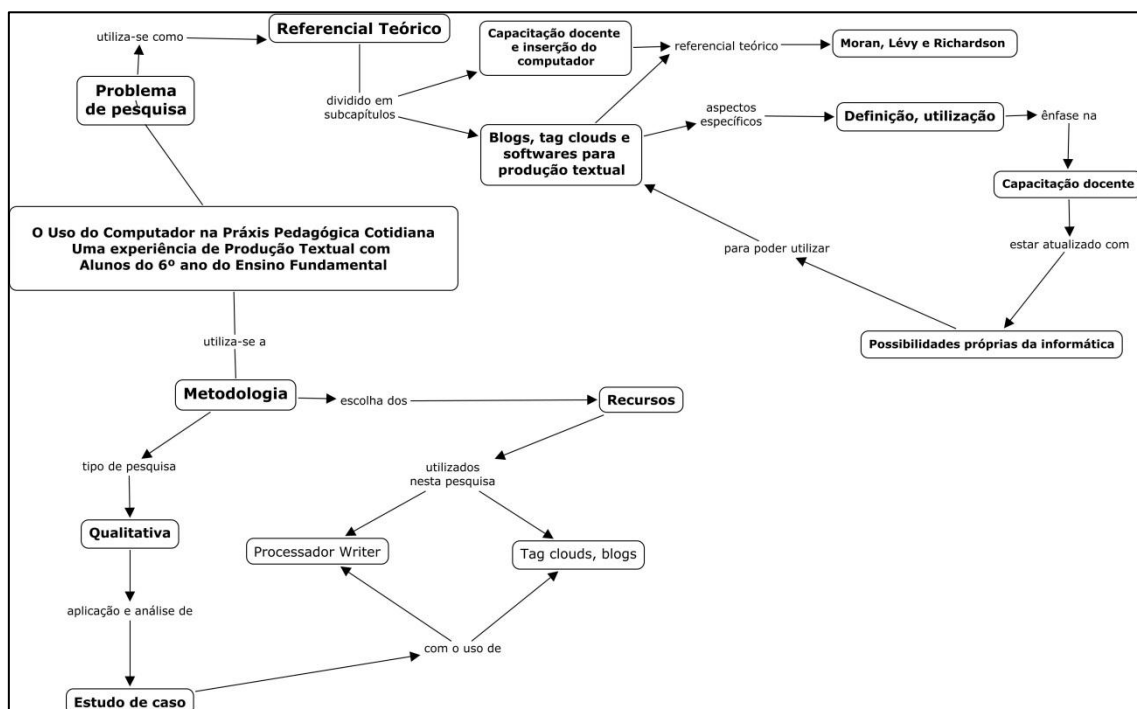 utiliza-se como
Referencial Teórico
Capacitação docente
e inserção do
computador
referencial teórico
Moran, Lévy e Richardson
Problema
de pesquisa
dividido em
subcapítulos
Blogs, tag clouds e
softwares para
produção textual
aspectos
específicos
Definição, utilização
ênfase na
Capacitação docente
estar atualizado com
Possibilidades próprias da informática
para poder utilizar
O Uso do Computador na Práxis Pedagógica Cotidiana
Uma experiência de Produção Textual com
Alunos do 6º ano do Ensino Fundamental
utiliza-se a
Metodologia
escolha dos
Recursos
tipo de pesquisa
utilizados
nesta pesquisa
Qualitativa
Processador Writer
Tag clouds, blogs
aplicação e análise de
com o uso de
Estudo de caso